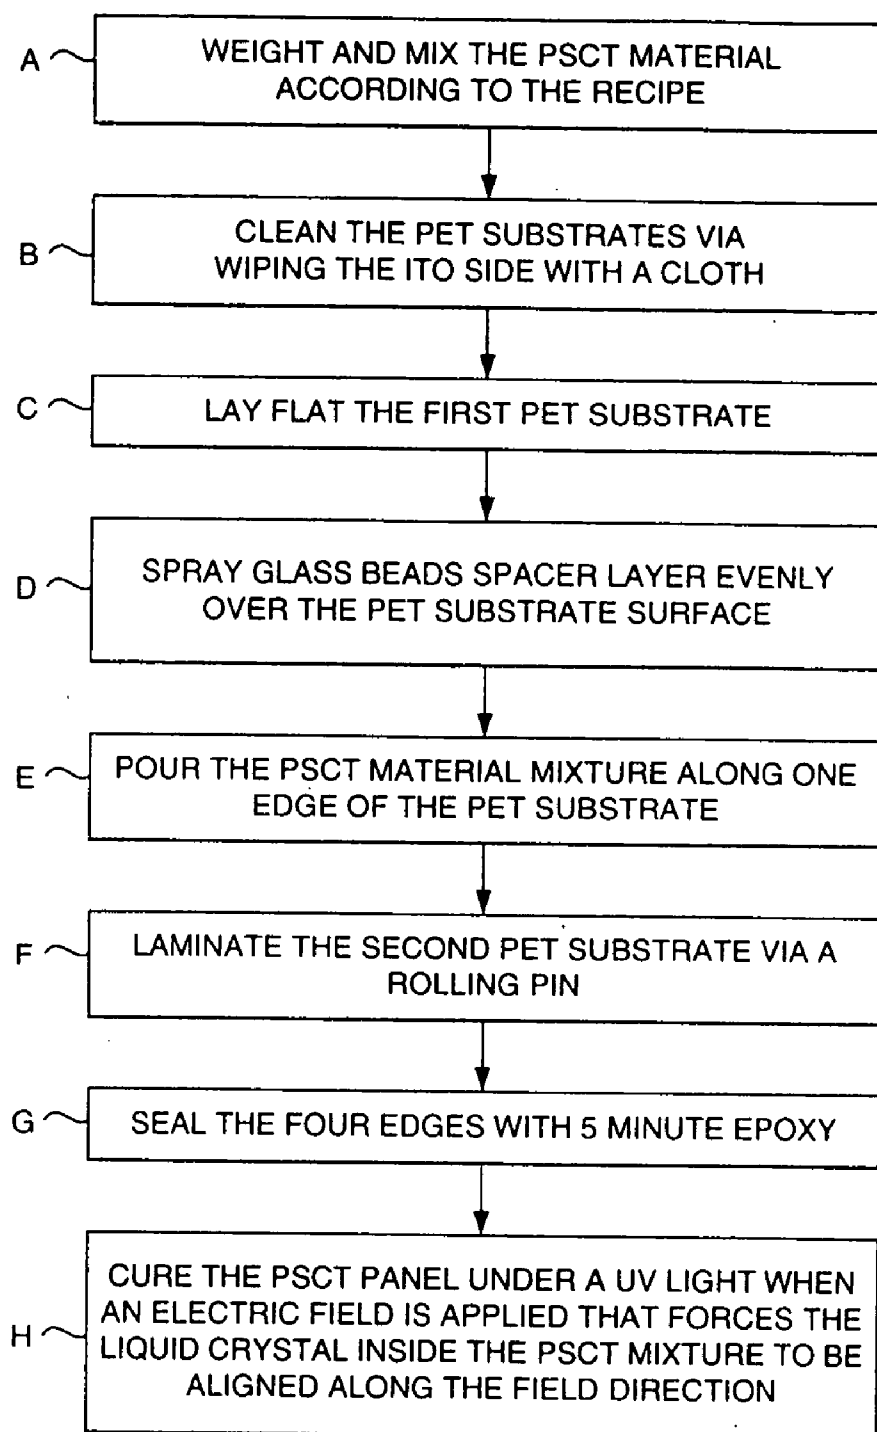 A
WEIGHT AND MIX THE PSCT MATERIAL
ACCORDING TO THE RECIPE
B
CLEAN THE PET SUBSTRATES VIA
WIPING THE ITO SIDE WITH A CLOTH
C
LAY FLAT THE FIRST PET SUBSTRATE
D
SPRAY GLASS BEADS SPACER LAYER EVENLY
OVER THE PET SUBSTRATE SURFACE
E
POUR THE PSCT MATERIAL MIXTURE ALONG ONE
EDGE OF THE PET SUBSTRATE
F
LAMINATE THE SECOND PET SUBSTRATE VIA A
ROLLING PIN
G
SEAL THE FOUR EDGES WITH 5 MINUTE EPOXY
H
CURE THE PSCT PANEL UNDER A UV LIGHT WHEN
AN ELECTRIC FIELD IS APPLIED THAT FORCES THE
LIQUID CRYSTAL INSIDE THE PSCT MIXTURE TO BE
ALIGNED ALONG THE FIELD DIRECTION